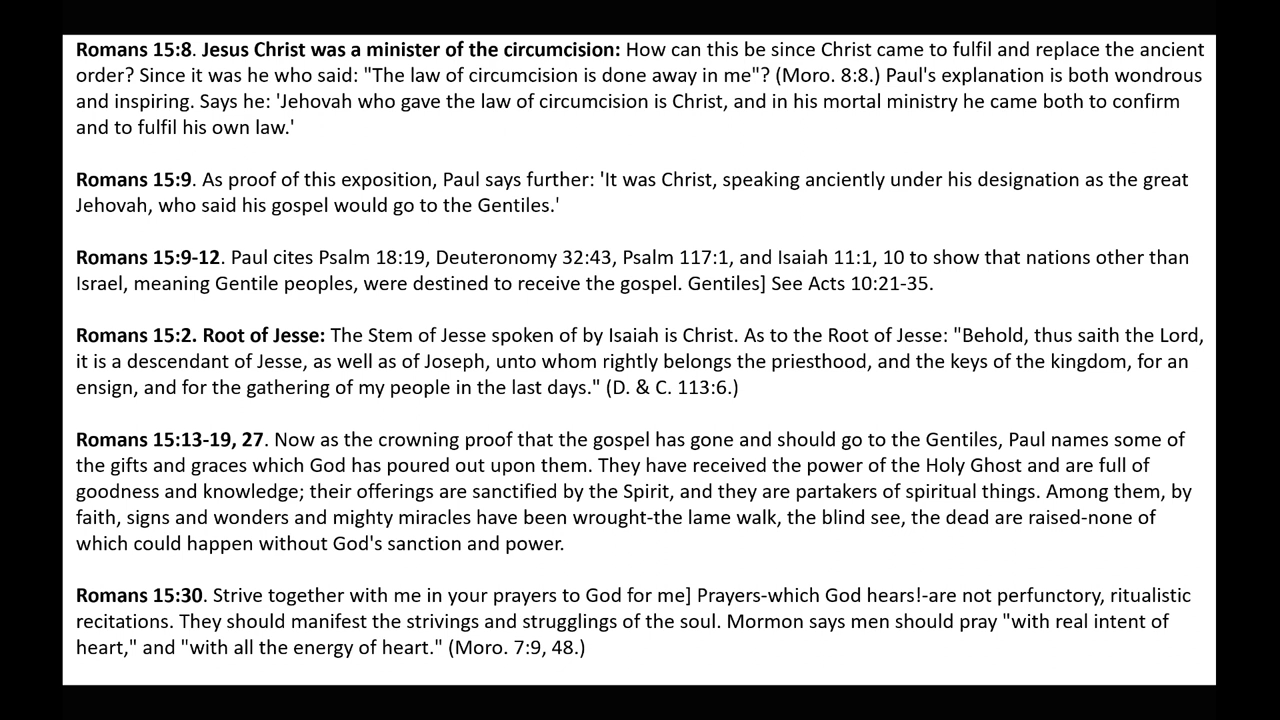 Romans 15:8. Jesus Christ was a minister of the circumcision: How can this be since Christ came to fulfil and replace the ancient
order? Since it was he who said: "The law of circumcision is done away in me"? (Moro. 8:8.) Paul's explanation is both wondrous
and inspiring. Says he: 'Jehovah who gave the law of circumcision is Christ, and in his mortal ministry he came both to confirm
and to fulfil his own law.'
Romans 15:9. As proof of this exposition, Paul says further: 'It was Christ, speaking anciently under his designation as the great
Jehovah, who said his gospel would go to the Gentiles.'
Romans 15:9-12. Paul cites Psalm 18:19, Deuteronomy 32:43, Psalm 117:1, and Isaiah 11:1, 10 to show that nations other than
Israel, meaning Gentile peoples, were destined to receive the gospel. Gentiles] See Acts 10:21-35.
Romans 15:2. Root of Jesse: The Stem of Jesse spoken of by Isaiah is Christ. As to the Root of Jesse: "Behold, thus saith the Lord,
it is a descendant of Jesse, as well as of Joseph, unto whom rightly belongs the priesthood, and the keys of the kingdom, for an
ensign, and for the gathering of my people in the last days." (D. & C. 113:6.)
Romans 15:13-19, 27. Now as the crowning proof that the gospel has gone and should go to the Gentiles, Paul names some of
the gifts and graces which God has poured out upon them. They have received the power of the Holy Ghost and are full of
goodness and knowledge; their offerings are sanctified by the Spirit, and they are partakers of spiritual things. Among them, by
faith, signs and wonders and mighty miracles have been wrought-the lame walk, the blind see, the dead are raised-none of
which could happen without God's sanction and power.
Romans 15:30. Strive together with me in your prayers to God for me] Prayers-which God hears!-are not perfunctory, ritualistic
recitations. They should manifest the strivings and strugglings of the soul. Mormon says men should pray "with real intent of
heart," and "with all the energy of heart." (Moro. 7:9, 48.)